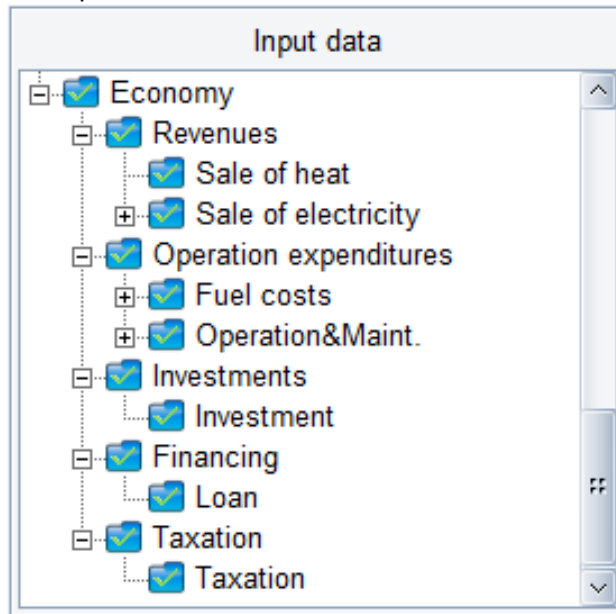 Input data
Economy
Revenues
Sale of heat
Sale of electricity
Operation expenditures
Fuel costs
Operation&Maint.
Investments
Investment
Financing
Loan
Taxation
Taxation